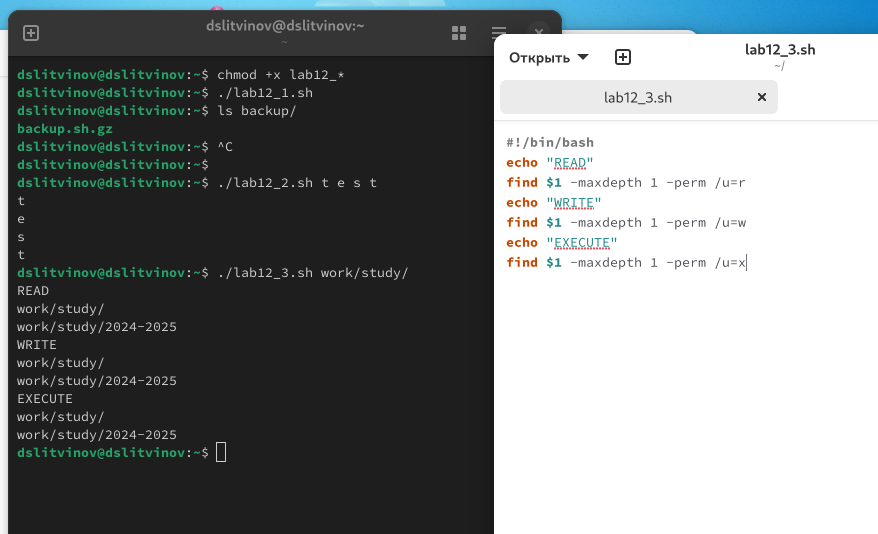 dslitvinov@dslitvinov:~
~
dslitvinov@dslitvinov:~$ chmod +x lab12_*
dslitvinov@dslitvinov:~$ ./lab12_1.sh
dslitvinov@dslitvinov:~$ ls backup/
backup.sh.gz
dslitvinov@dslitvinov:~$ ^C
dslitvinov@dslitvinov:~$
dslitvinov@dslitvinov:~$ ./lab12_2.sh t e s t
t
e
s
t
dslitvinov@dslitvinov:~$ ./lab12_3.sh work/study/
READ
work/study/
work/study/2024-2025
WRITE
work/study/
work/study/2024-2025
EXECUTE
work/study/
work/study/2024-2025
dslitvinov@dslitvinov:~$
Открыть
lab12_3.sh
~/
lab12_3.sh
#!/bin/bash
echo "READ"
find $1 -maxdepth 1 -perm /u=r
echo "WRITE"
find $1 -maxdepth 1 -perm /u=w
echo "EXECUTE"
find $1 -maxdepth 1 -perm /u=x